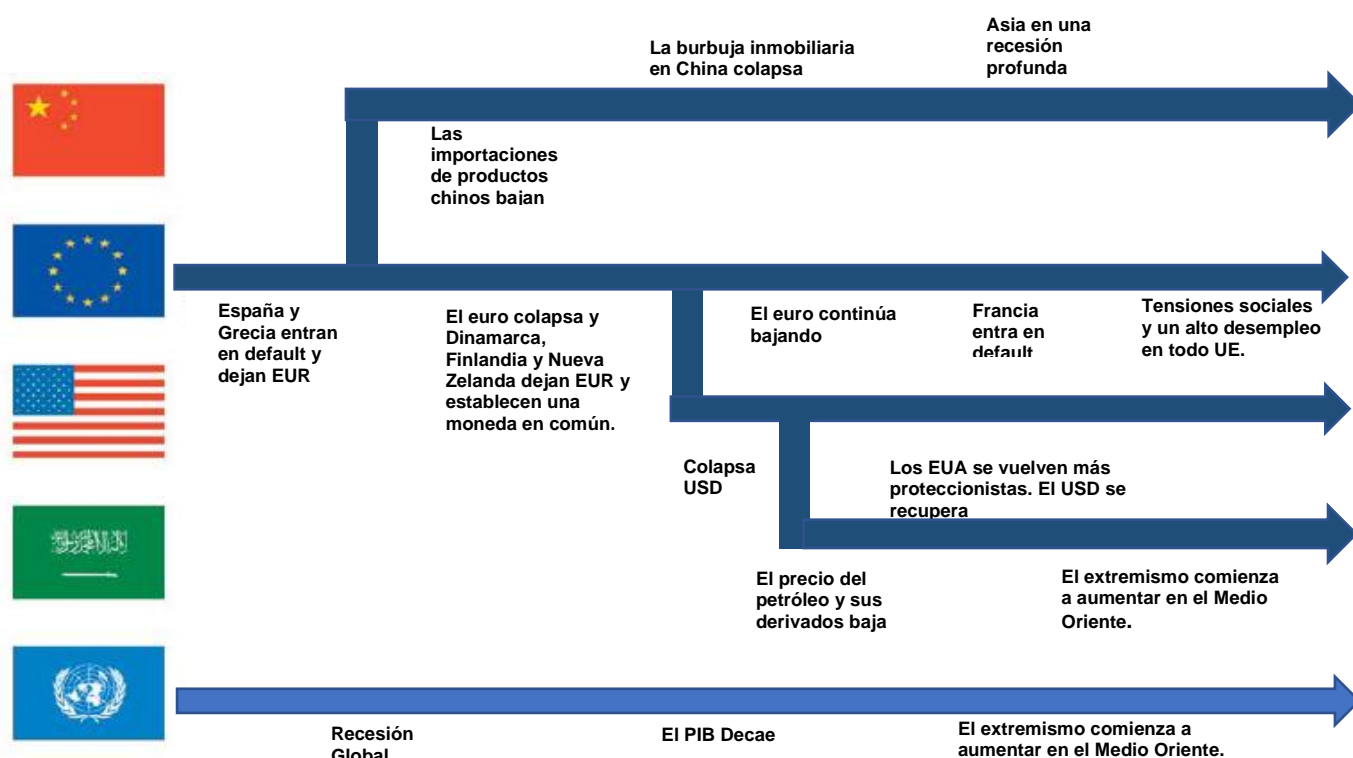 La burbuja inmobiliaria
en China colapsa
Asia en una
recesión
profunda
Las
importaciones
de productos
chinos bajan
España y
Grecia entran
en default y
dejan EUR
El euro colapsa y
Dinamarca,
Finlandia y Nueva
Zelanda dejan EUR y
establecen una
moneda en común.
El euro continúa
bajando
Francia
entra en
default
Tensiones sociales
y un alto desempleo
en todo UE.
Colapsa
USD
Los EUA se vuelven más
proteccionistas. El USD se
recupera
El precio del
petróleo y sus
derivados baja
El extremismo comienza
a aumentar en el Medio
Oriente.
Recesión
Global
El PIB Decae
El extremismo comienza a
aumentar en el Medio Oriente.